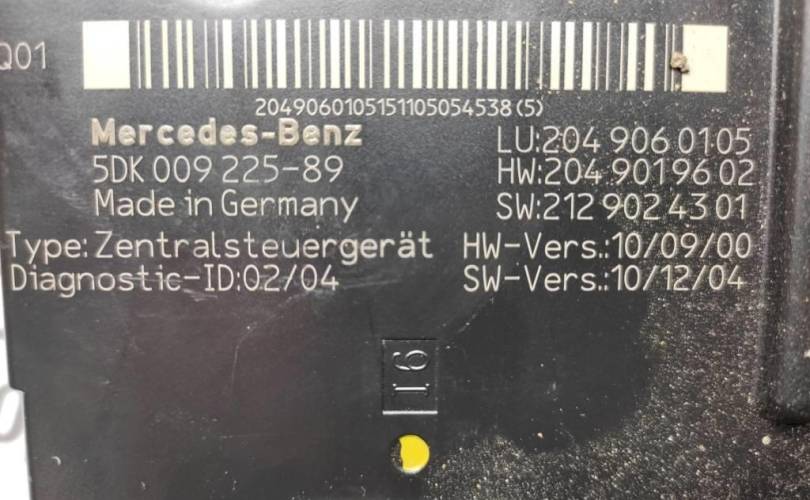 Q01
2049060105151105054538(5)
Mercedes-Benz
LU:204 906 01 05
5DK 009 225-89
HW:204 901 96 02
Made in Germany
SW:212 902 43 01
Type: Zentralsteuergerät
HW-Vers.:10/09/00
Diagnostic-ID:02/04
SW-Vers.:10/12/04
16